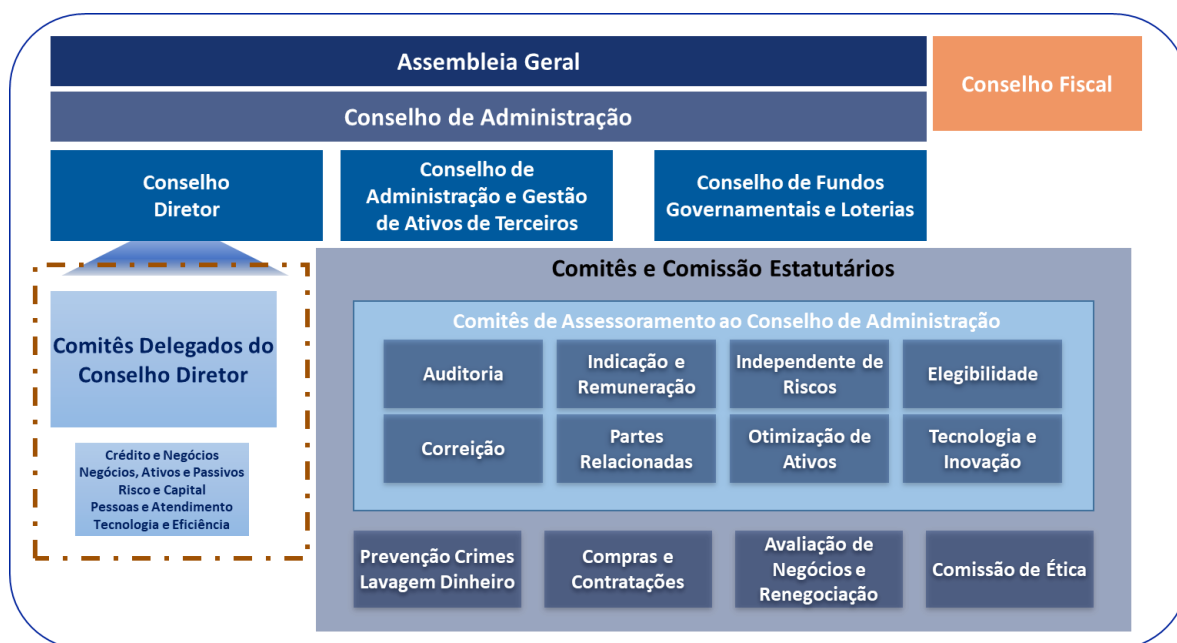 Assembleia Geral
Conselho Fiscal
Conselho de Administração
Conselho
Diretor
Conselho de
Administração e Gestão
de Ativos de Terceiros
Conselho de Fundos
Governamentais e Loterias
Comitês Delegados do
Conselho Diretor
Crédito e Negócios
Negócios, Ativos e Passivos
Risco e Capital
Pessoas e Atendimento
Tecnologia e Eficiência
Comitês e Comissão Estatutários
Comitês de Assessoramento ao Conselho de Administração
Auditoria
Indicação e
Remuneração
Independente de
Riscos
Elegibilidade
Correição
Partes
Relacionadas
Otimização de
Ativos
Tecnologia e
Inovação
Prevenção Crimes
Lavagem Dinheiro
Compras e
Contratações
Avaliação de
Negócios e
Renegociação
Comissão de Ética